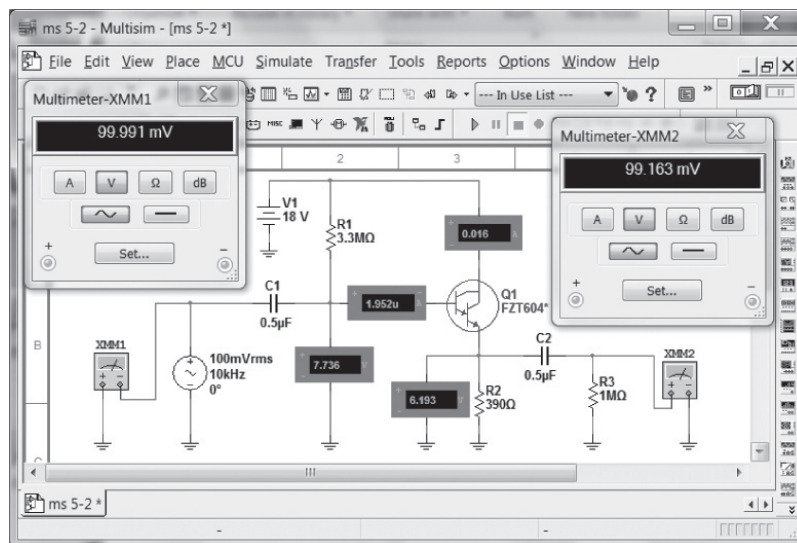 ms 5-2 - Multisim - [ms 5-2 *]
File Edit View Place MCU Simulate Transfer Tools Reports Options Window Help
--- In Use List ---
Multimeter-XMM1
99.991 mV
A V Ω dB
Set...
+ -
Multimeter-XMM2
99.163 mV
A V Ω dB
Set...
+ -
MISC
2 3
B
V1
18 V
R1
3.3MΩ
0.016
C1
0.5µF
1.952u
Q1
FZT604*
XMM1
100mVrms
10kHz
0°
7.736
6.193
R2
390Ω
C2
0.5µF
R3
1MΩ
XMM2
ms 5-2 *